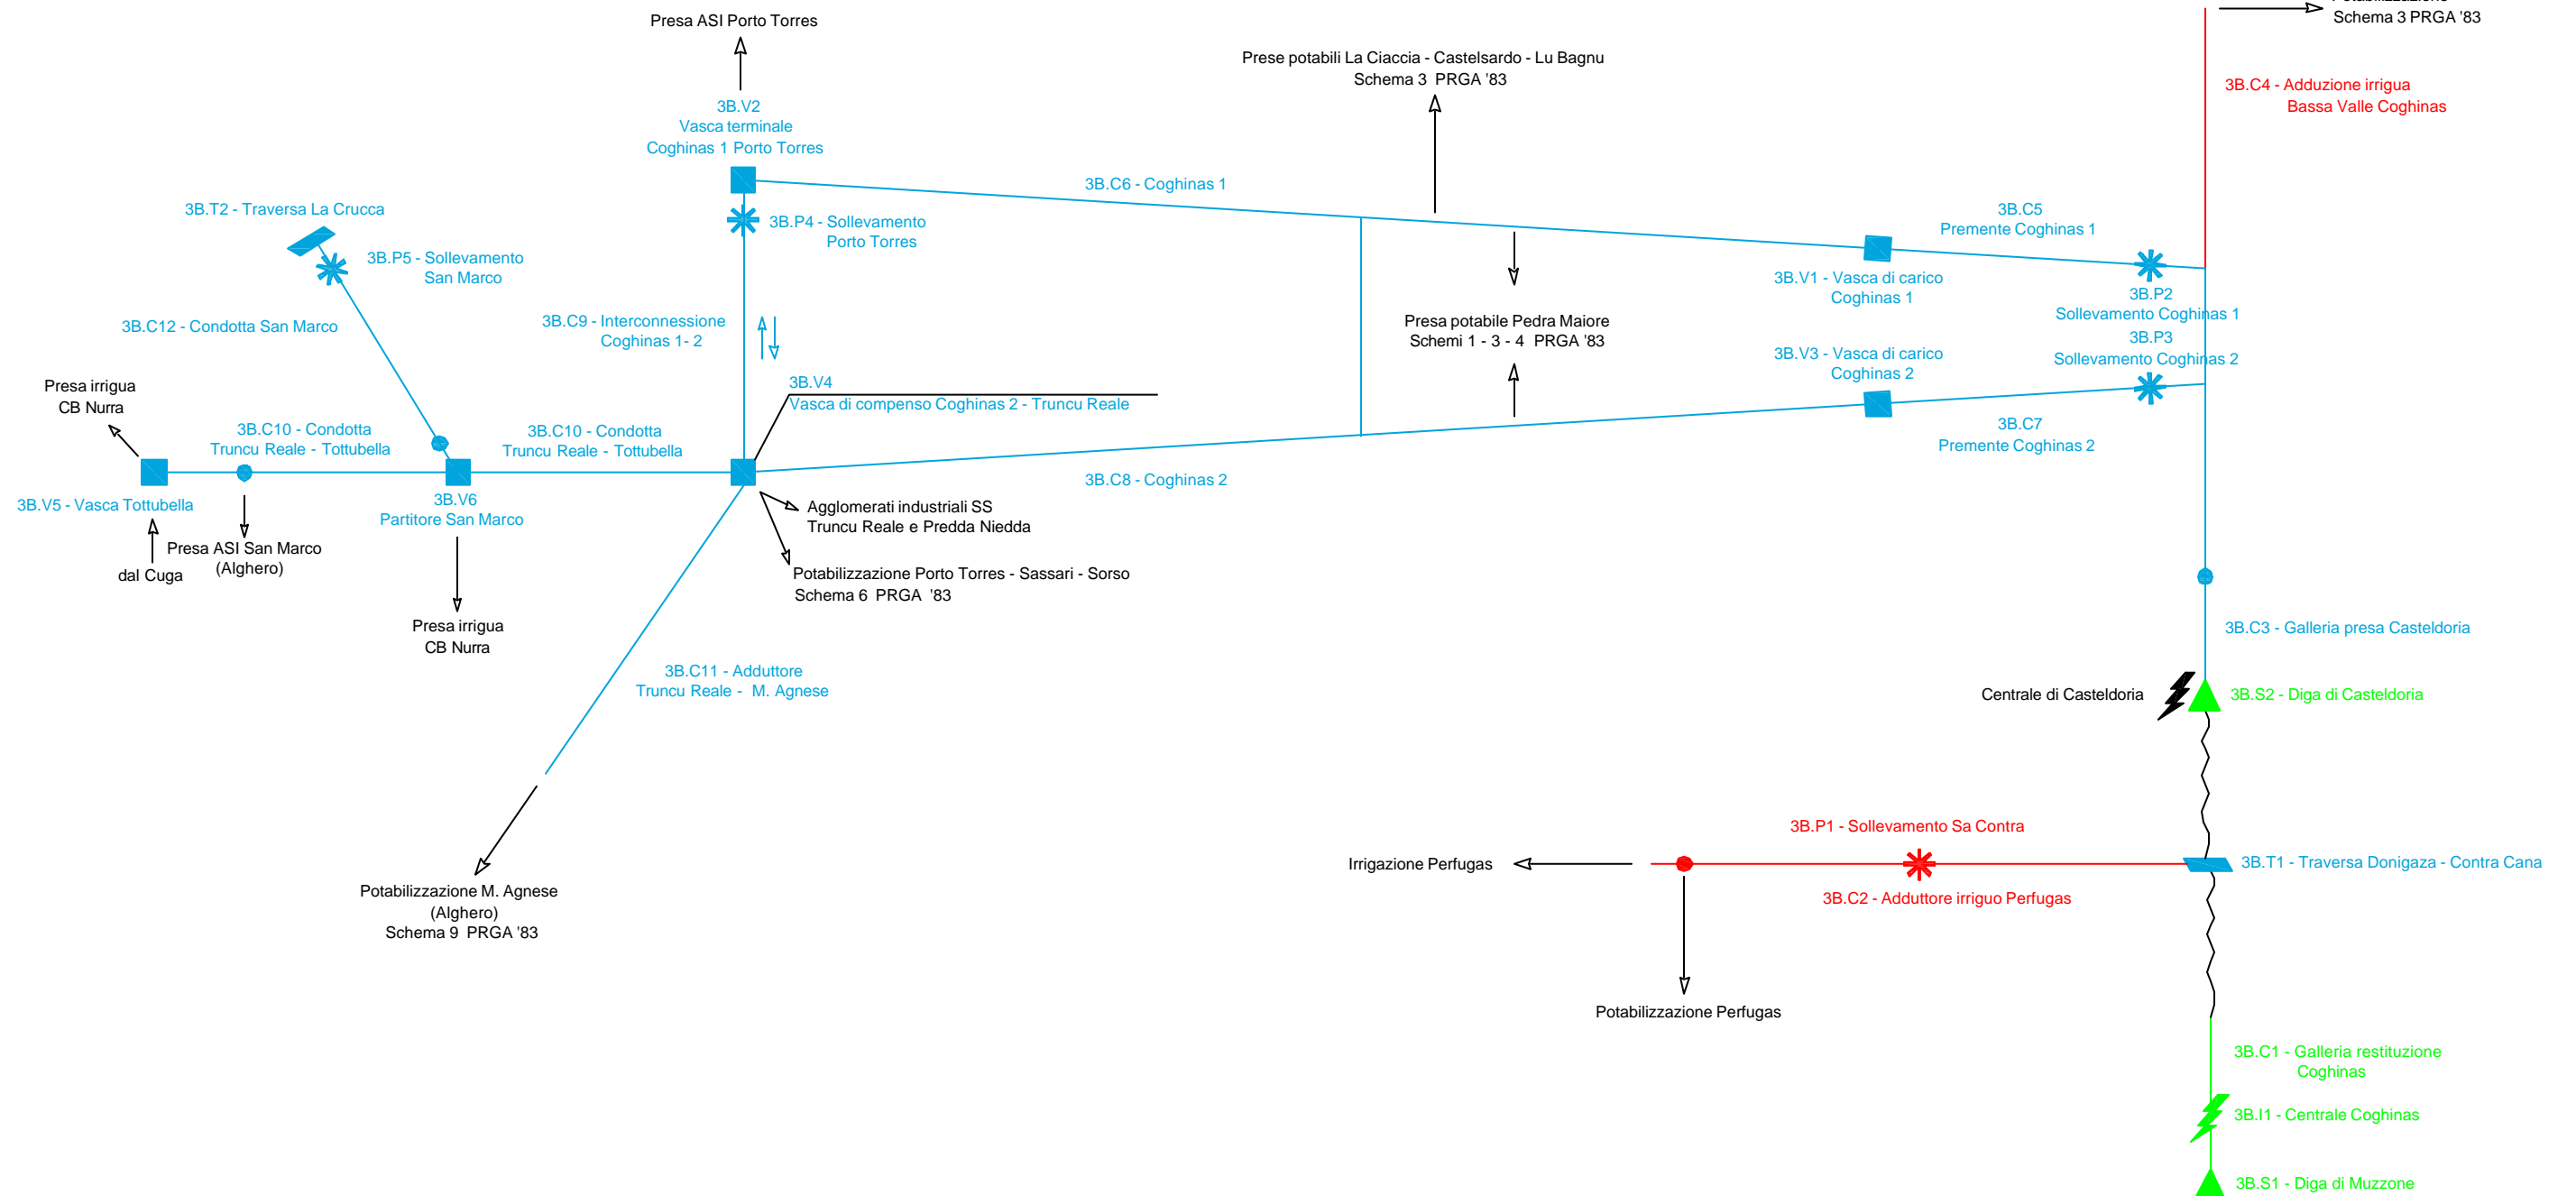 Presa ASI Porto Torres
Schema 3 PRGA '83
Prese potabili La Ciaccia - Castelsardo - Lu Bagnu
Schema 3 PRGA '83
3B.C4 - Adduzione irrigua
Bassa Valle Coghinas
3B.V2
Vasca terminale
Coghinas 1 Porto Torres
3B.C6 - Coghinas 1
3B.T2 - Traversa La Crucca
3B.P4 - Sollevamento
Porto Torres
3B.C5
Premente Coghinas 1
3B.P5 - Sollevamento
San Marco
3B.V1 - Vasca di carico
Coghinas 1
3B.P2
Sollevamento Coghinas 1
3B.C12 - Condotta San Marco
3B.C9 - Interconnessione
Coghinas 1- 2
Presa potabile Pedra Maiore
Schemi 1 - 3 - 4 PRGA '83
3B.P3
Sollevamento Coghinas 2
3B.V3 - Vasca di carico
Coghinas 2
Presa irrigua
CB Nurra
3B.V4
Vasca di compenso Coghinas 2 - Truncu Reale
3B.C10 - Condotta
Truncu Reale - Tottubella
3B.C10 - Condotta
Truncu Reale - Tottubella
3B.C7
Premente Coghinas 2
3B.C8 - Coghinas 2
3B.V5 - Vasca Tottubella
3B.V6
Partitore San Marco
Agglomerati industriali SS
Truncu Reale e Predda Niedda
Presa ASI San Marco
(Alghero)
dal Cuga
Potabilizzazione Porto Torres - Sassari - Sorso
Schema 6 PRGA '83
Presa irrigua
CB Nurra
3B.C3 - Galleria presa Casteldoria
3B.C11 - Adduttore
Truncu Reale - M. Agnese
Centrale di Casteldoria
3B.S2 - Diga di Casteldoria
3B.P1 - Sollevamento Sa Contra
Irrigazione Perfugas
3B.T1 - Traversa Donigaza - Contra Cana
3B.C2 - Adduttore irriguo Perfugas
Potabilizzazione M. Agnese
(Alghero)
Schema 9 PRGA '83
Potabilizzazione Perfugas
3B.C1 - Galleria restituzione
Coghinas
3B.I1 - Centrale Coghinas
3B.S1 - Diga di Muzzone